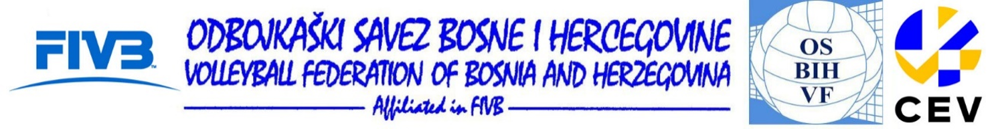 FIVB
ODBOJKAŠKI SAVEZ BOSNE I HERCEGOVINE
VOLLEYBALL FEDERATION OF BOSNIA AND HERZEGOVINA
Affiliated in FIVB
OS
BIH
VF
CEV